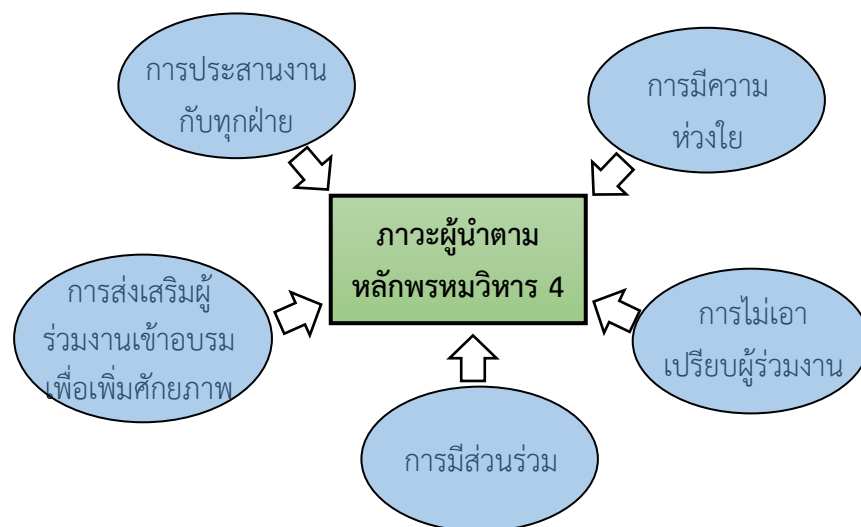 การประสานงาน
กับทุกฝ่าย
การมีความ
ห่วงใย
ภาวะผู้นำตาม
หลักพรหมวิหาร 4
การส่งเสริมผู้
ร่วมงานเข้าอบรม
เพื่อเพิ่มศักยภาพ
การไม่เอา
เปรียบผู้ร่วมงาน
การมีส่วนร่วม